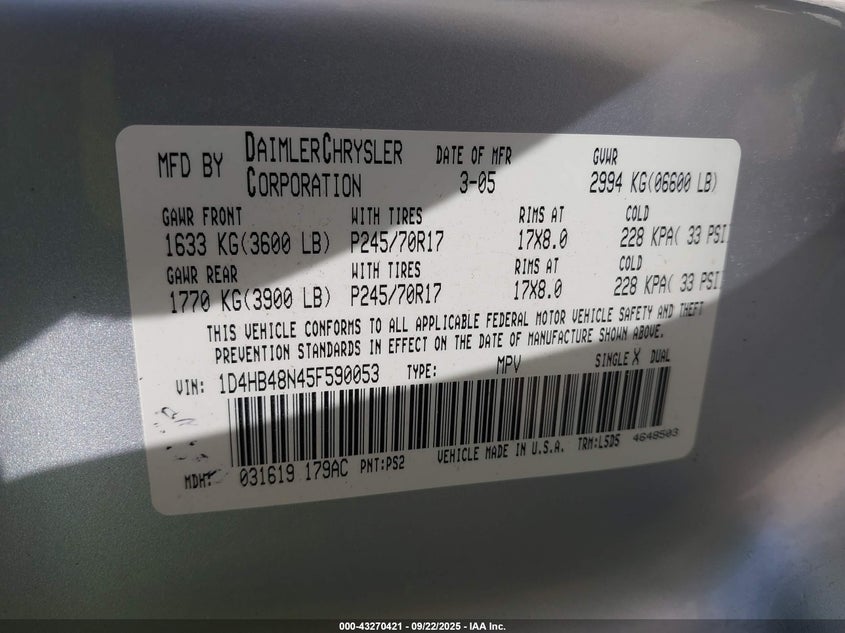 MFD BY DAIMLERCHRYSLER CORPORATION DATE OF MFR 3-05 GVWR 2994 KG(06600 LB)
GAWR FRONT WITH TIRES RIMS AT COLD
1633 KG(3600 LB) P245/70R17 17X8.0 228 KPA( 33 PSI
GAWR REAR WITH TIRES RIMS AT COLD
1770 KG(3900 LB) P245/70R17 17X8.0 228 KPA( 33 PSI
THIS VEHICLE CONFORMS TO ALL APPLICABLE FEDERAL MOTOR VEHICLE SAFETY AND THEFT
PREVENTION STANDARDS IN EFFECT ON THE DATE OF MANUFACTURE SHOWN ABOVE.
VIN: 1D4HB48N45F590053 TYPE: MPV SINGLE X DUAL
MDH: 031619 179AC PNT:PS2 VEHICLE MADE IN U.S.A. TRM:L5D5 4648503
000-43270421 - 09/22/2025 - IAA Inc.